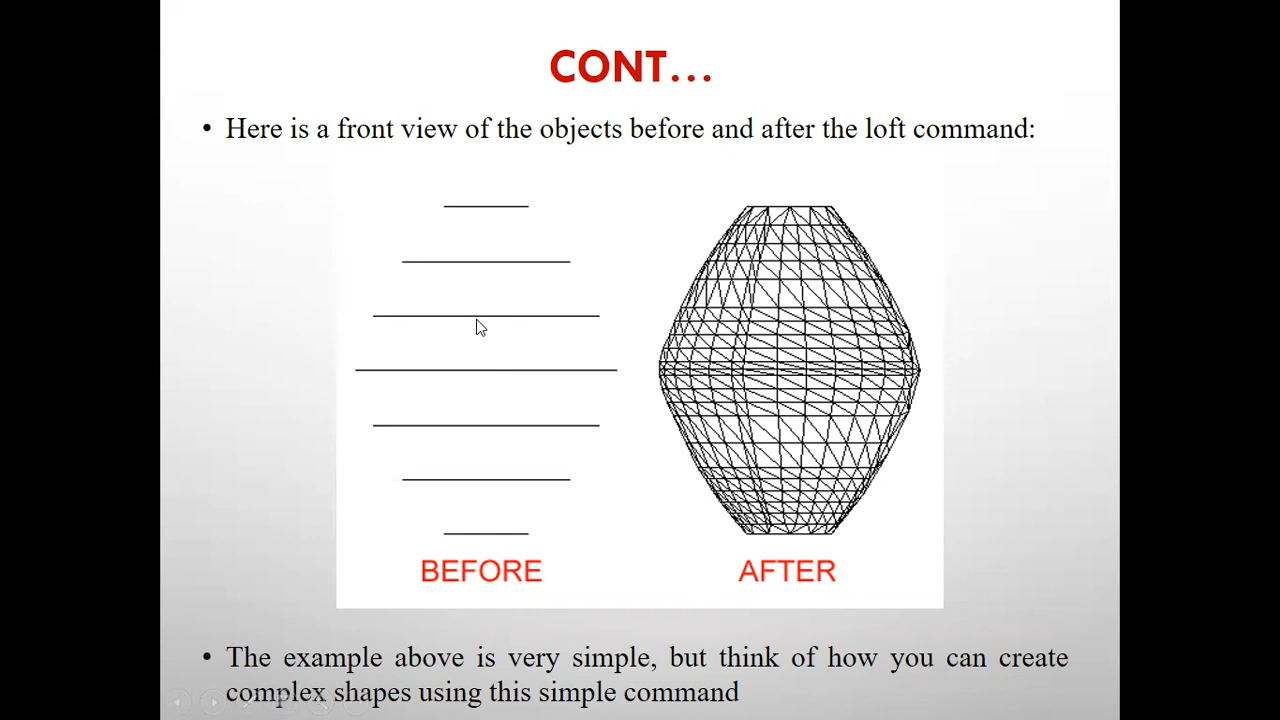 CONT...
• Here is a front view of the objects before and after the loft command:
BEFORE
AFTER
• The example above is very simple, but think of how you can create
complex shapes using this simple command